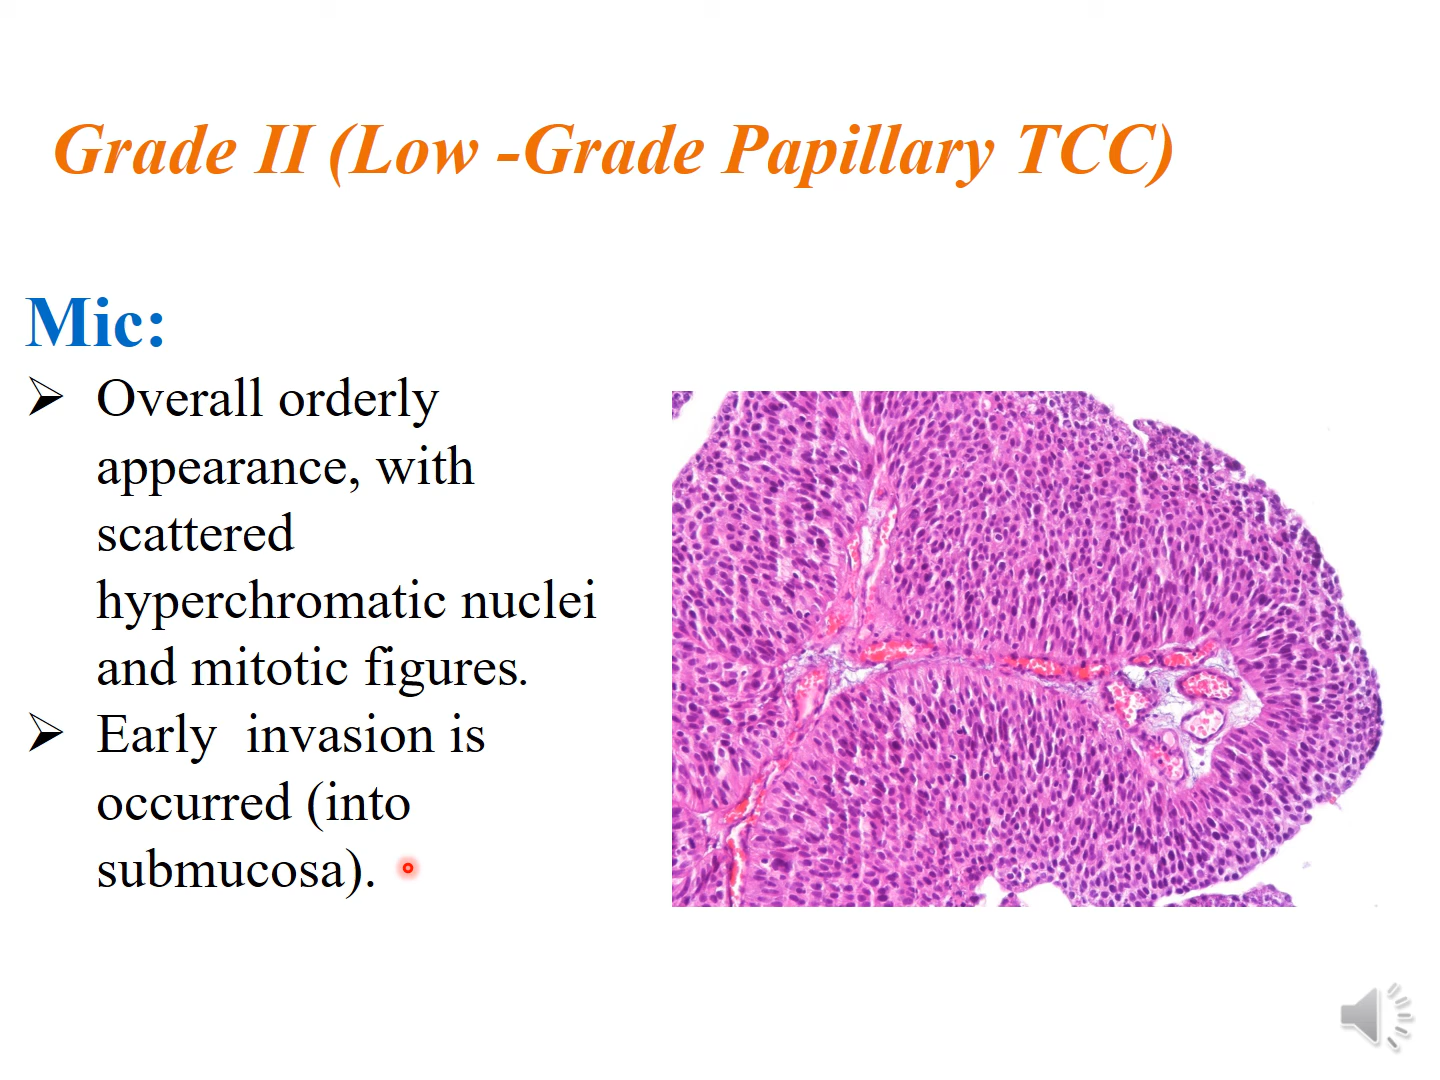 Grade II (Low -Grade Papillary TCC)
Mic:
➢ Overall orderly
appearance, with
scattered
hyperchromatic nuclei
and mitotic figures.
➢ Early  invasion is
occurred (into
submucosa).